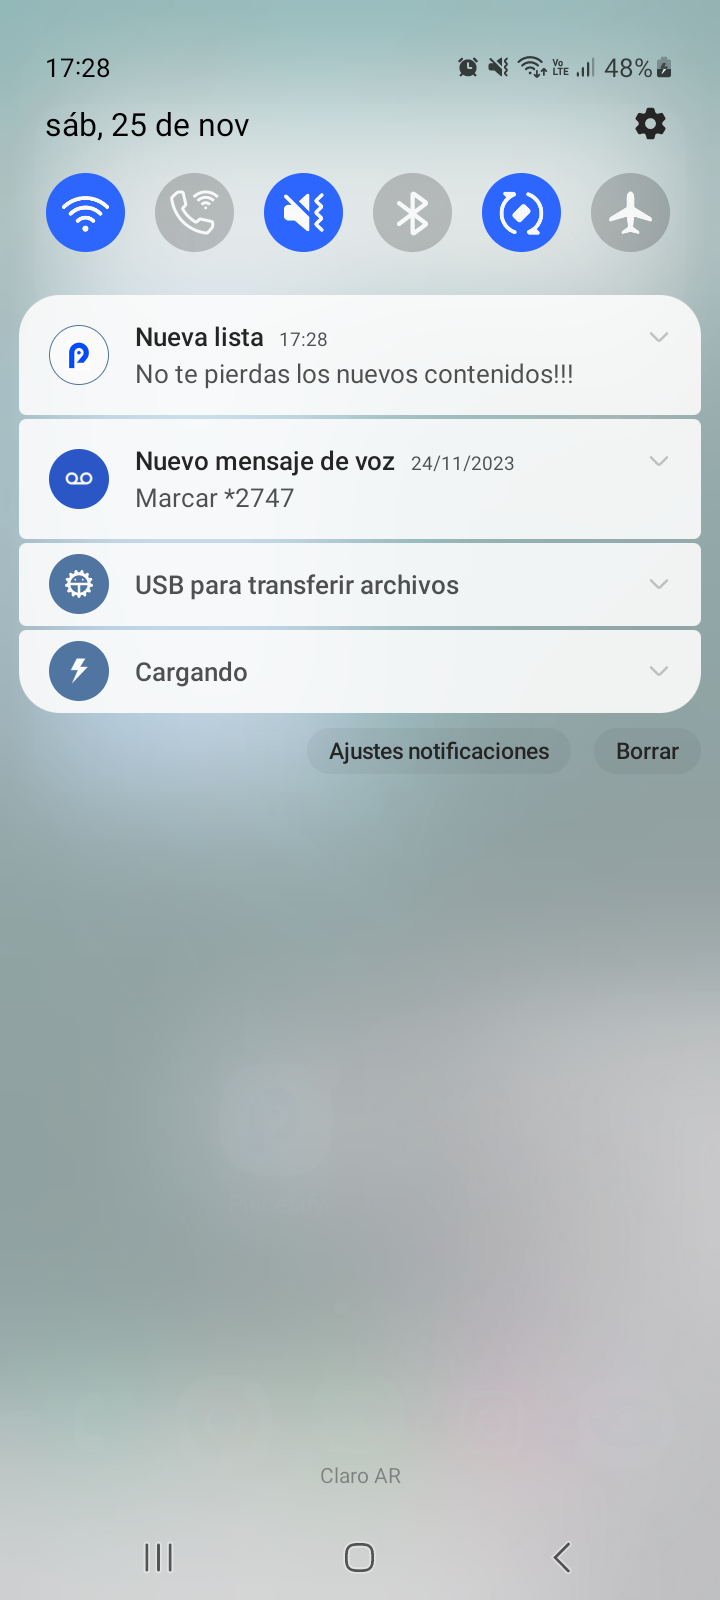 17:28 Vo LTE 48%
sáb, 25 de nov
Nueva lista 17:28
No te pierdas los nuevos contenidos!!!
Nuevo mensaje de voz 24/11/2023
Marcar *2747
USB para transferir archivos
Cargando
Ajustes notificaciones Borrar
Claro AR